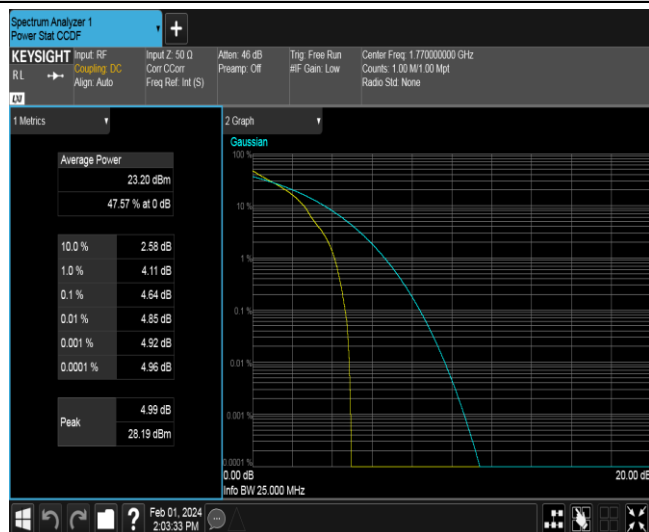 Spectrum Analyzer 1
Power Stat CCDF
+
KEYSIGHT
RL
Input: RF
Coupling: DC
Align: Auto
Input Z: 50 Ω
Corr CCorr
Freq Ref: Int (S)
Atten: 46 dB
Preamp: Off
Trig: Free Run
#IF Gain: Low
Center Freq: 1.770000000 GHz
Counts: 1.00 M/1.00 Mpt
Radio Std: None
LXI
1 Metrics
Average Power
23.20 dBm
47.57 % at 0 dB
10.0 % 2.58 dB
1.0 % 4.11 dB
0.1 % 4.64 dB
0.01 % 4.85 dB
0.001 % 4.92 dB
0.0001 % 4.96 dB
Peak 4.99 dB
28.19 dBm
2 Graph
Gaussian
100 %
10 %
1 %
0.1 %
0.01 %
0.001 %
0.0001 %
0.00 dB
20.00 dB
Info BW 25.000 MHz
?
Feb 01, 2024
2:03:33 PM